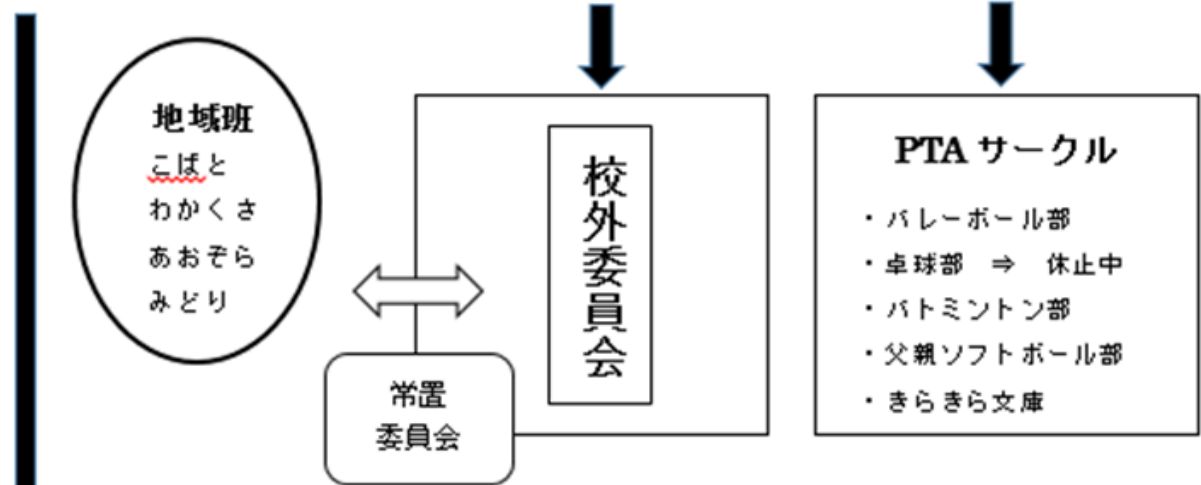 地域班
こばと
わかくさ
あおぞら
みどり
校外委員会
常置
委員会
PTA サークル
・バレーボール部
・卓球部　⇒　休止中
・バトミントン部
・父親ソフトボール部
・きらきら文庫